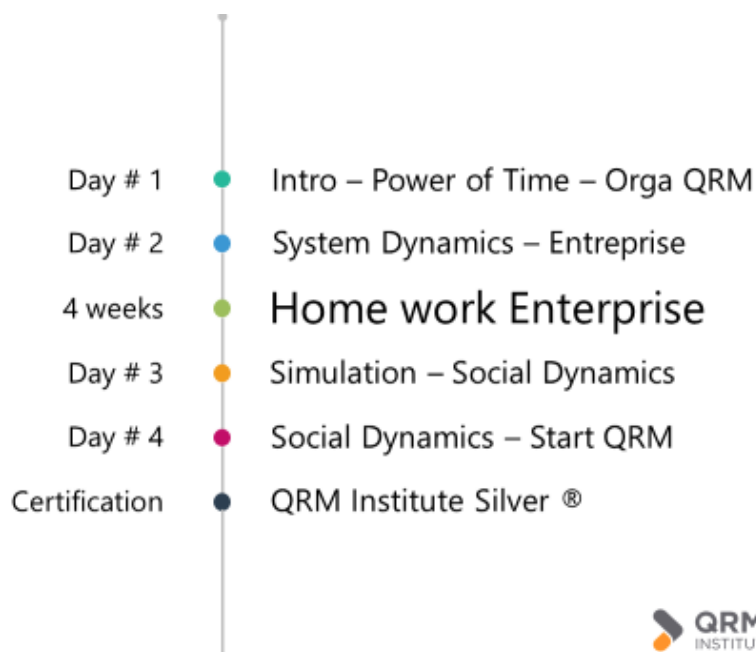 Day # 1 Intro – Power of Time – Orga QRM
Day # 2 System Dynamics – Entreprise
4 weeks Home work Enterprise
Day # 3 Simulation – Social Dynamics
Day # 4 Social Dynamics – Start QRM
Certification QRM Institute Silver ®
QRM